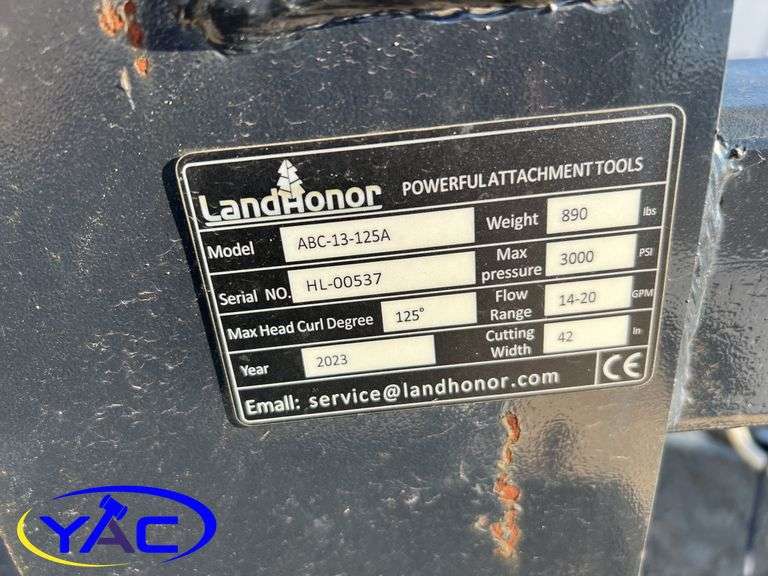 LandHonor POWERFUL ATTACHMENT TOOLS
Model ABC-13-125A Weight 890 lbs
Serial NO. HL-00537 Max pressure 3000 PSI
Max Head Curl Degree 125° Flow Range 14-20 GPM
Year 2023 Cutting Width 42 In
Email: service@landhonor.com CE
YAC